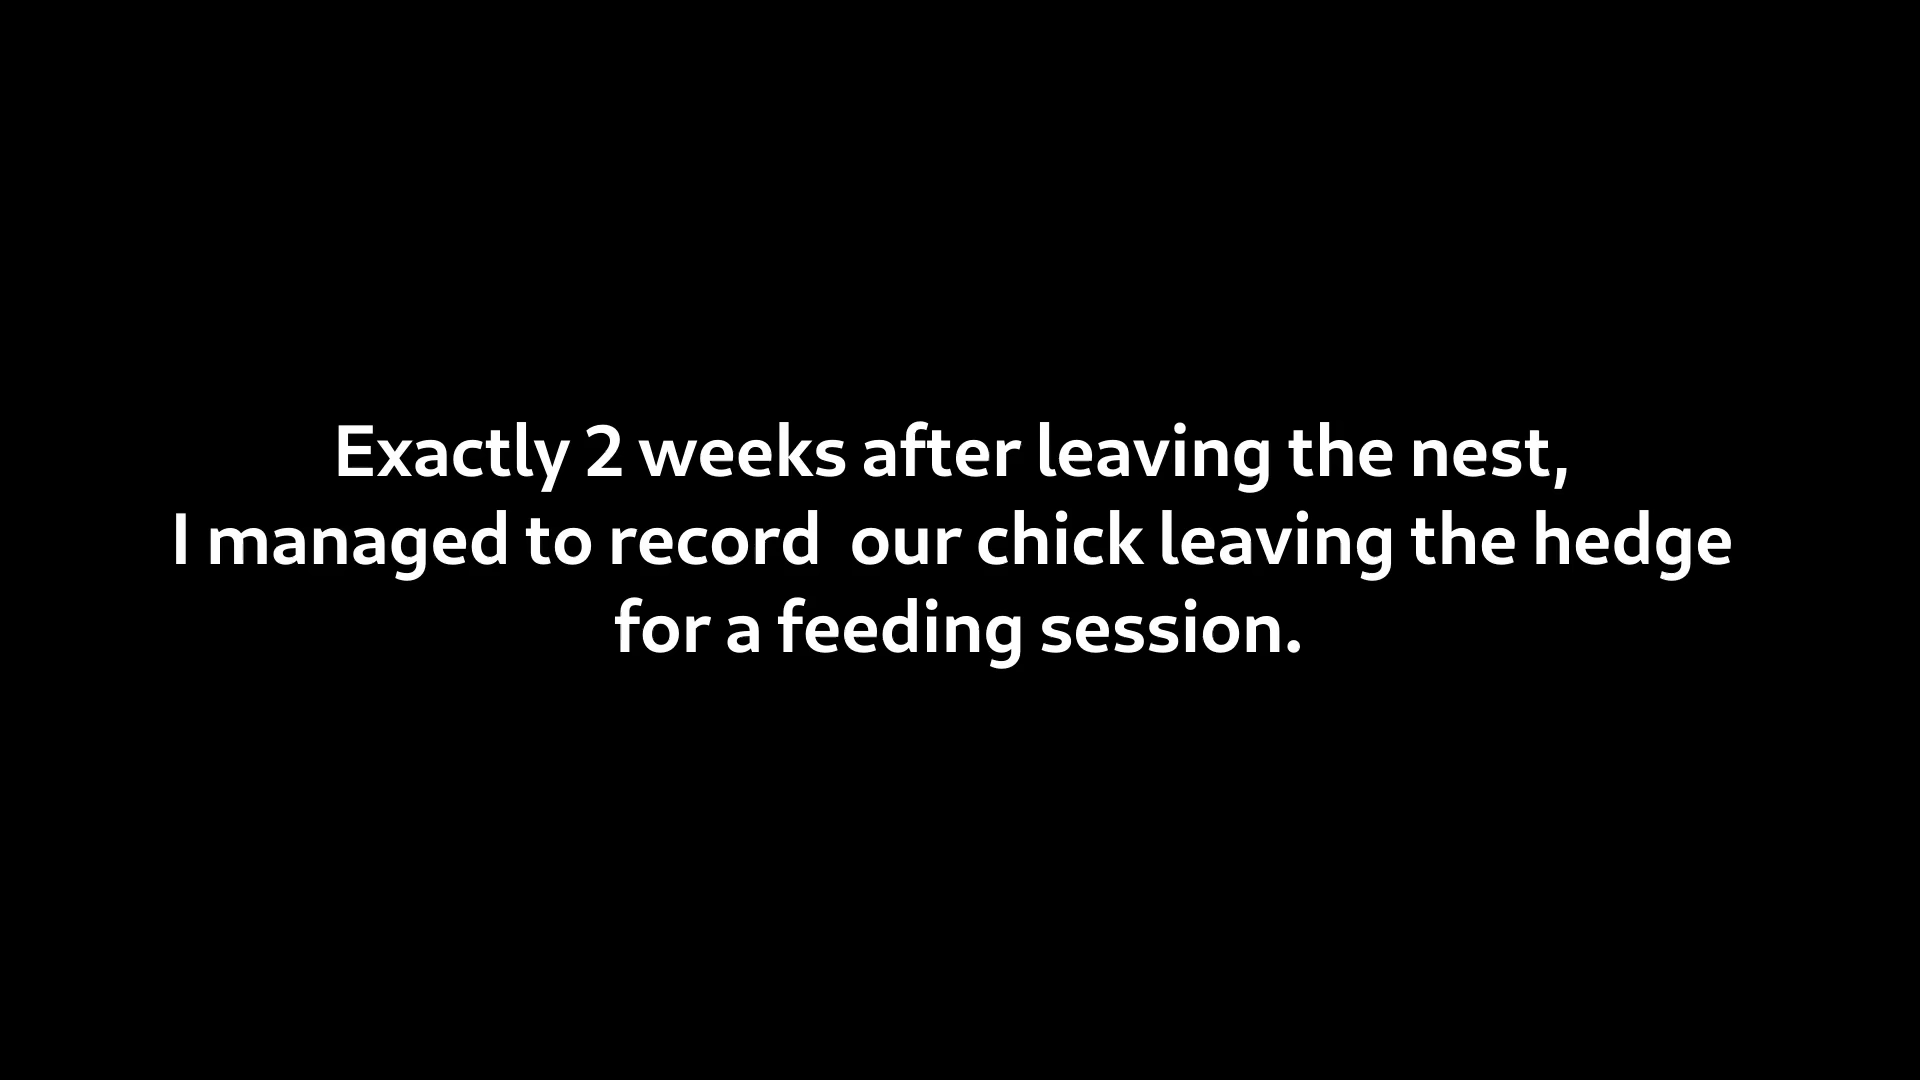 Exactly 2 weeks after leaving the nest,
I managed to record  our chick leaving the hedge
for a feeding session.